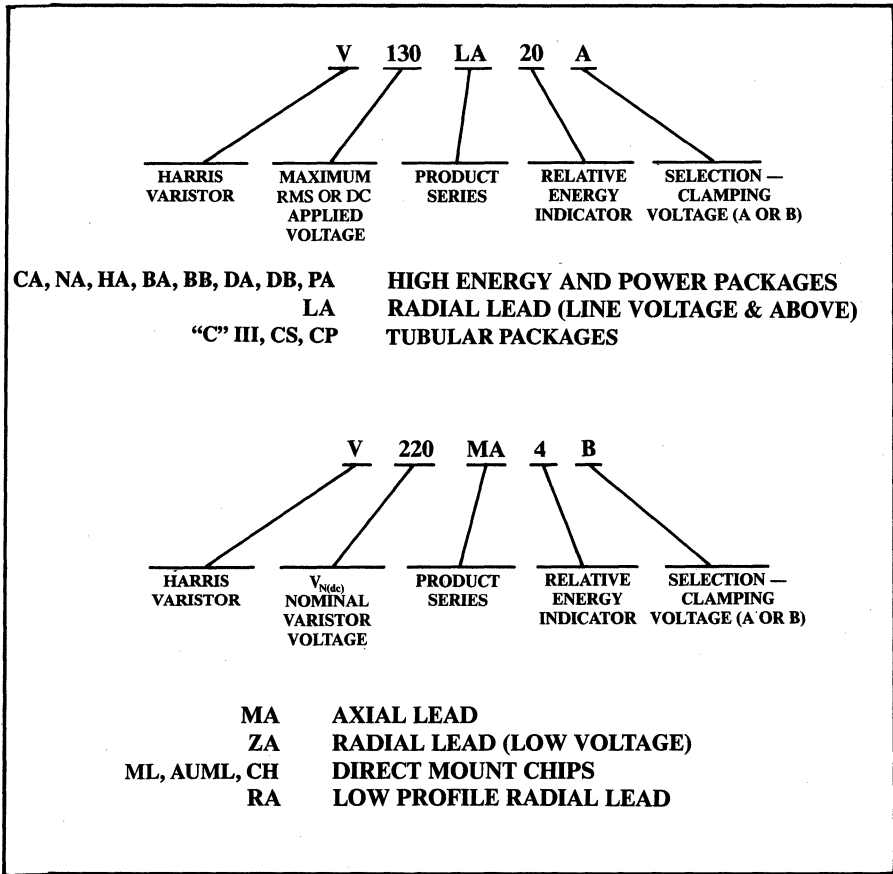 V 130 LA 20 A
HARRIS VARISTOR
MAXIMUM RMS OR DC APPLIED VOLTAGE
PRODUCT SERIES
RELATIVE ENERGY INDICATOR
SELECTION — CLAMPING VOLTAGE (A OR B)
CA, NA, HA, BA, BB, DA, DB, PA HIGH ENERGY AND POWER PACKAGES
LA RADIAL LEAD (LINE VOLTAGE & ABOVE)
“C” III, CS, CP TUBULAR PACKAGES
V 220 MA 4 B
HARRIS VARISTOR
VN(dc) NOMINAL VARISTOR VOLTAGE
PRODUCT SERIES
RELATIVE ENERGY INDICATOR
SELECTION — CLAMPING VOLTAGE (A OR B)
MA AXIAL LEAD
ZA RADIAL LEAD (LOW VOLTAGE)
ML, AUML, CH DIRECT MOUNT CHIPS
RA LOW PROFILE RADIAL LEAD